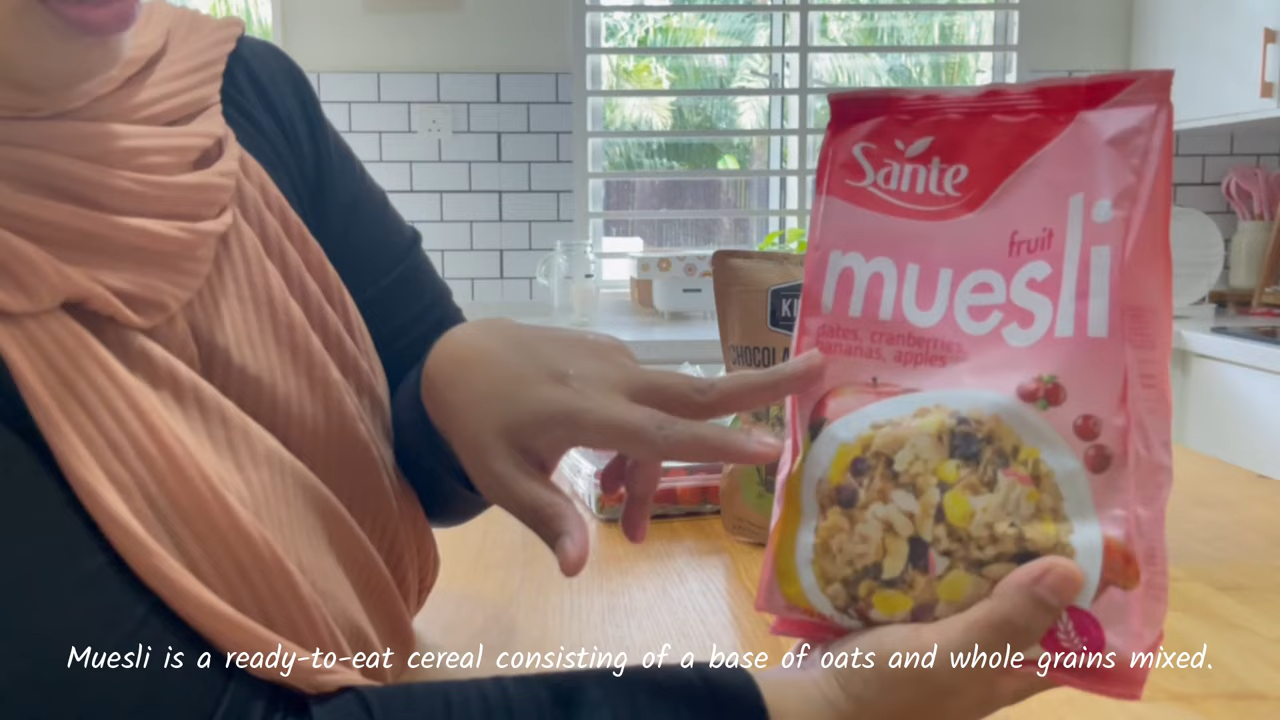 Sante
fruit
muesli
dates, cranberries,
bananas, apples
CHOCOLA
Muesli is a ready-to-eat cereal consisting of a base of oats and whole grains mixed.